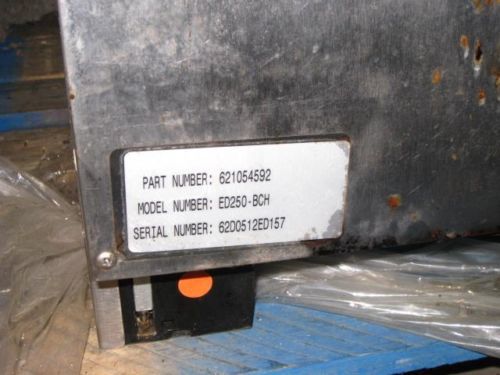 PART NUMBER: 621054592
MODEL NUMBER: ED250-BCH
SERIAL NUMBER: 62D0512ED157